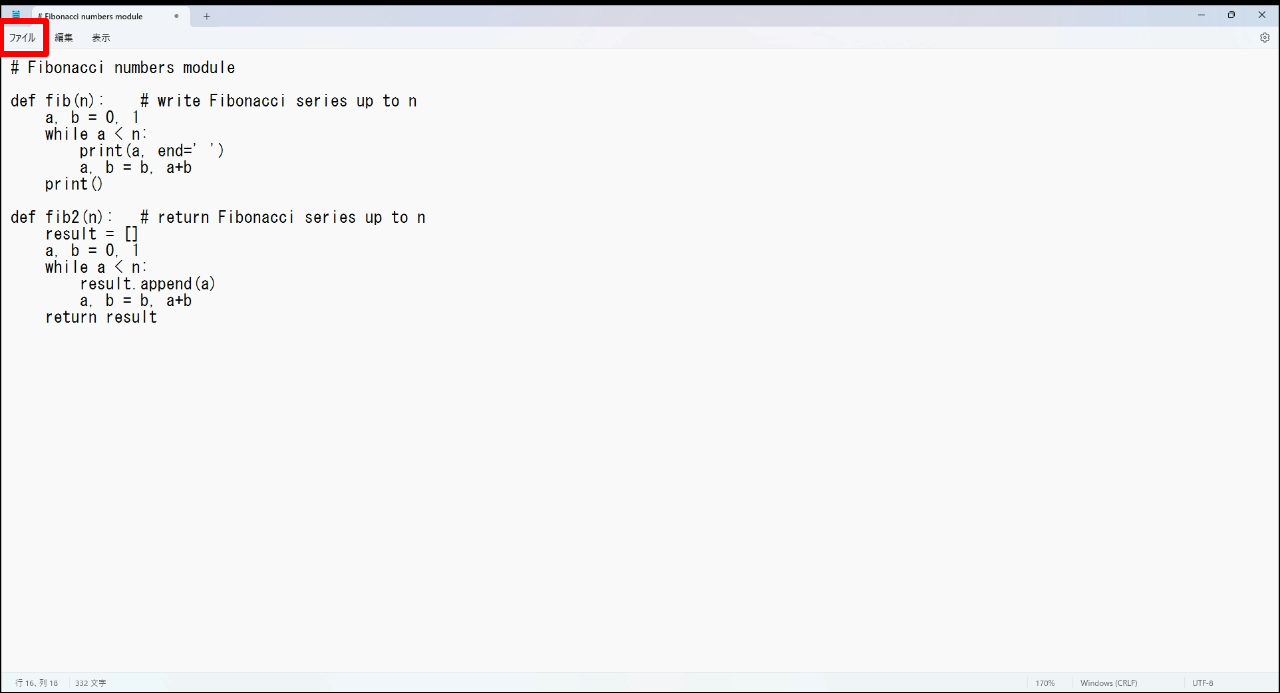 # Fibonacci numbers module
ファイル 編集 表示
# Fibonacci numbers module

def fib(n):    # write Fibonacci series up to n
    a, b = 0, 1
    while a < n:
        print(a, end=' ')
        a, b = b, a+b
    print()

def fib2(n):   # return Fibonacci series up to n
    result = []
    a, b = 0, 1
    while a < n:
        result.append(a)
        a, b = b, a+b
    return result
行 16、列 18 332 文字 170% Windows (CRLF) UTF-8